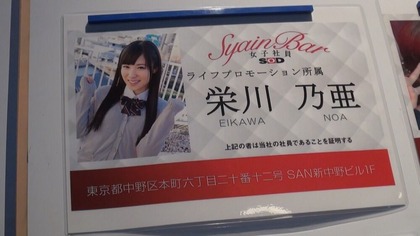 Syain Bar
女子社員
SOD
ライフプロモーション所属
栄川 乃亜
EIKAWA NOA
上記の者は当社の社員であることを証明する
東京都中野区本町六丁目二十番十二号 SAN新中野ビル1F